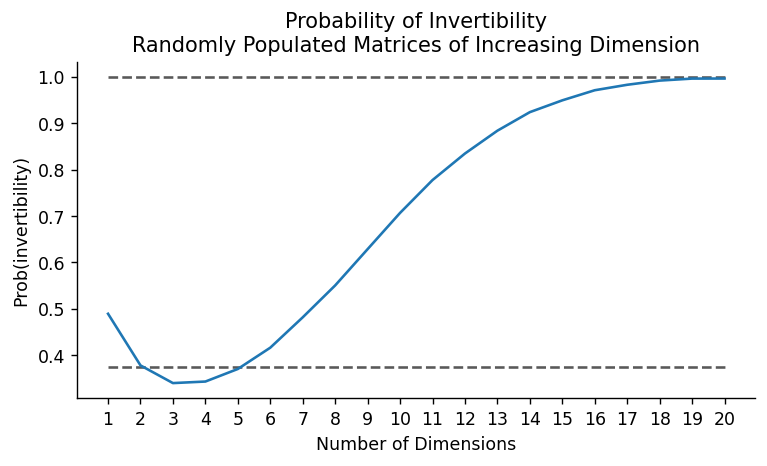 Probability of Invertibility
Randomly Populated Matrices of Increasing Dimension
Prob(invertibility)
1.0
0.9
0.8
0.7
0.6
0.5
0.4
1 2 3 4 5 6 7 8 9 10 11 12 13 14 15 16 17 18 19 20
Number of Dimensions